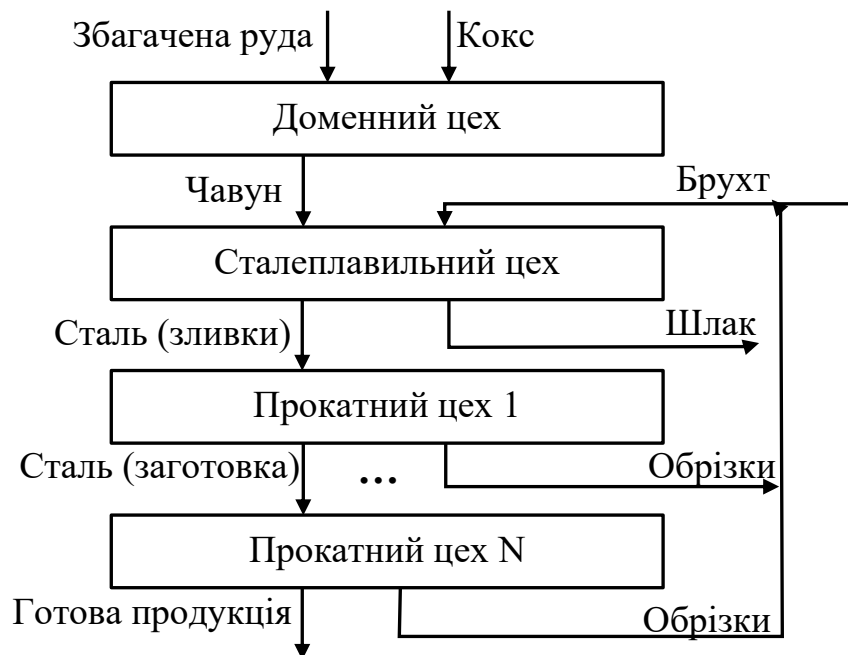 Збагачена руда
Кокс
Доменний цех
Чавун
Брухт
Сталеплавильний цех
Сталь (зливки)
Шлак
Прокатний цех 1
Сталь (заготовка)
...
Обрізки
Прокатний цех N
Готова продукція
Обрізки